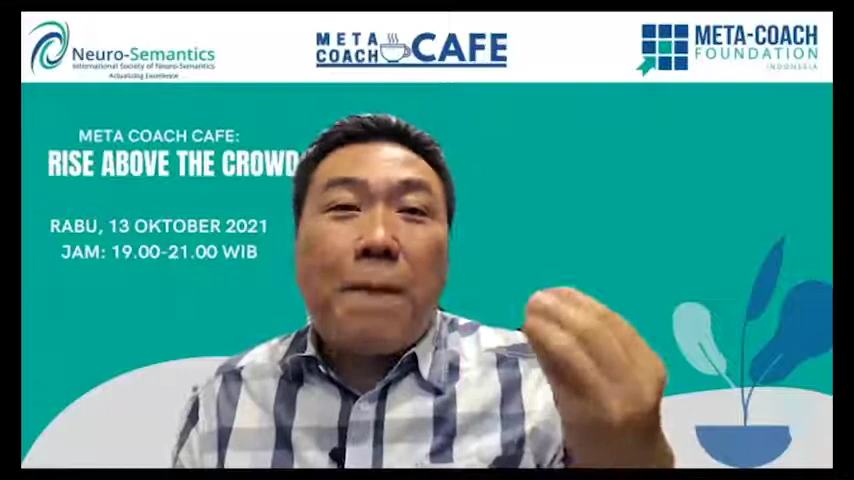 Neuro-Semantics
International Society of Neuro-Semantics
Actualizing Excellence
META
COACH
CAFE
META-COACH
FOUNDATION
INDONESIA
META COACH CAFE:
RISE ABOVE THE CROWD
RABU, 13 OKTOBER 2021
JAM: 19.00-21.00 WIB